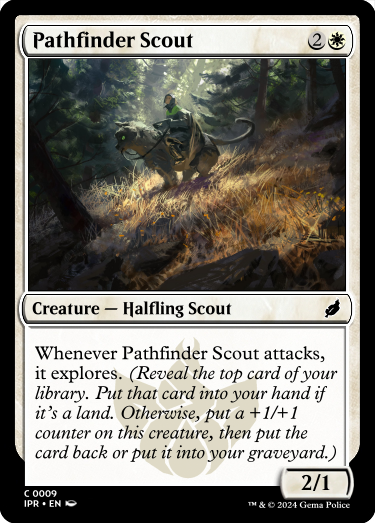 Pathfinder Scout 2
Creature — Halfling Scout
Whenever Pathfinder Scout attacks,
it explores. (Reveal the top card of your
library. Put that card into your hand if
it's a land. Otherwise, put a +1/+1
counter on this creature, then put the
card back or put it into your graveyard.)
2/1
C 0009
IPR • EN
™ & © 2024 Gema Police